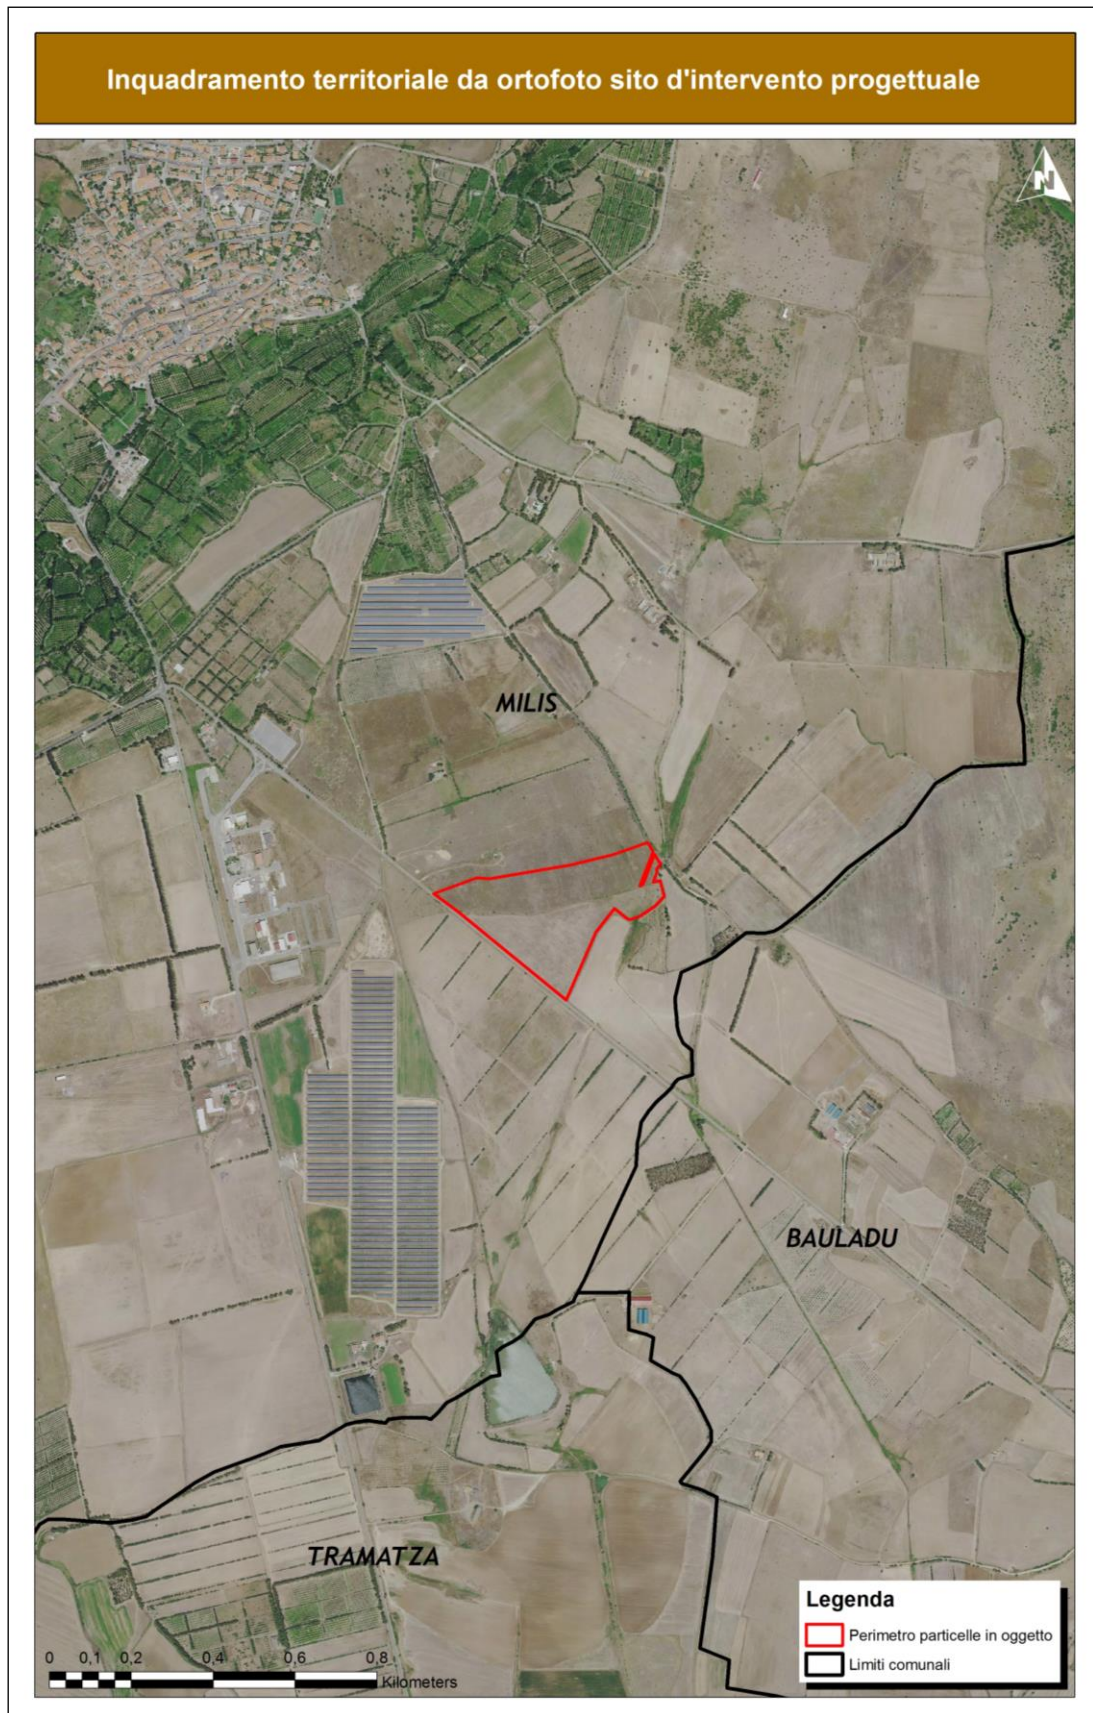 Inquadramento territoriale da ortofoto sito d'intervento progettuale
N
MILIS
BAULADU
TRAMATZA
Legenda
Perimetro particelle in oggetto
Limiti comunali
0 0,1 0,2 0,4 0,6 0,8
Kilometers